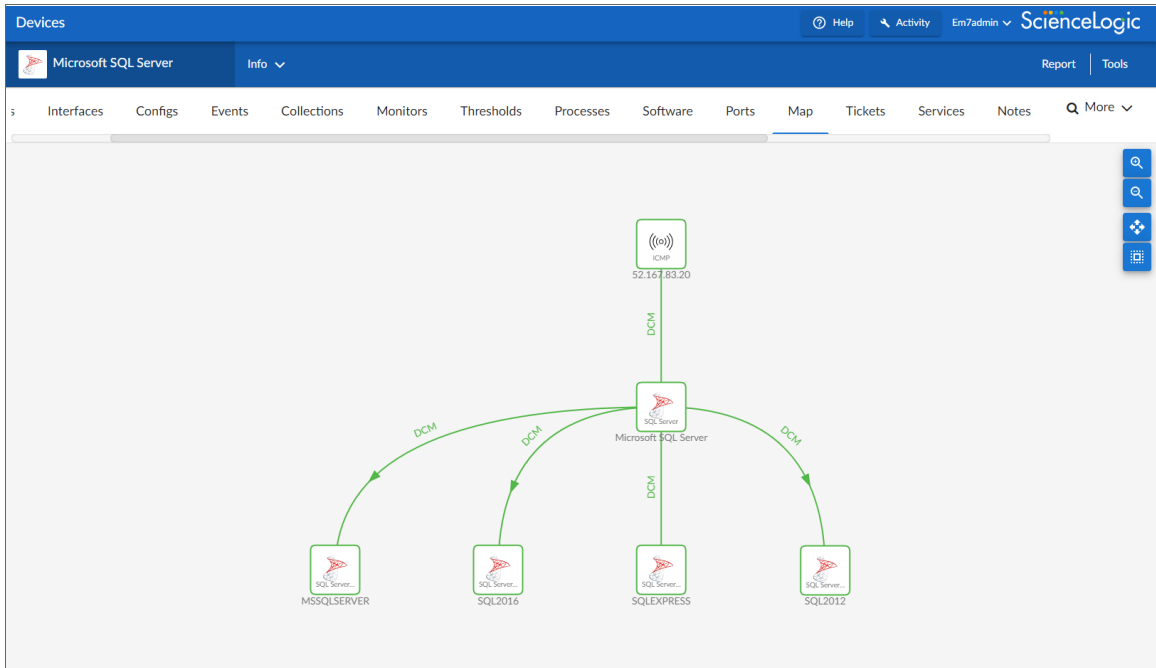 Devices
Help
Activity
Em7admin
ScienceLogic
Microsoft SQL Server
Info
Report
Tools
s
Interfaces
Configs
Events
Collections
Monitors
Thresholds
Processes
Software
Ports
Map
Tickets
Services
Notes
More
ICMP
52.167.83.20
DCM
SQL Server
Microsoft SQL Server
DCM
DCM
DCM
DCM
SQL Server...
SQL Server...
SQL Server...
SQL Server...
MSSQLSERVER
SQL2016
SQLEXPRESS
SQL2012